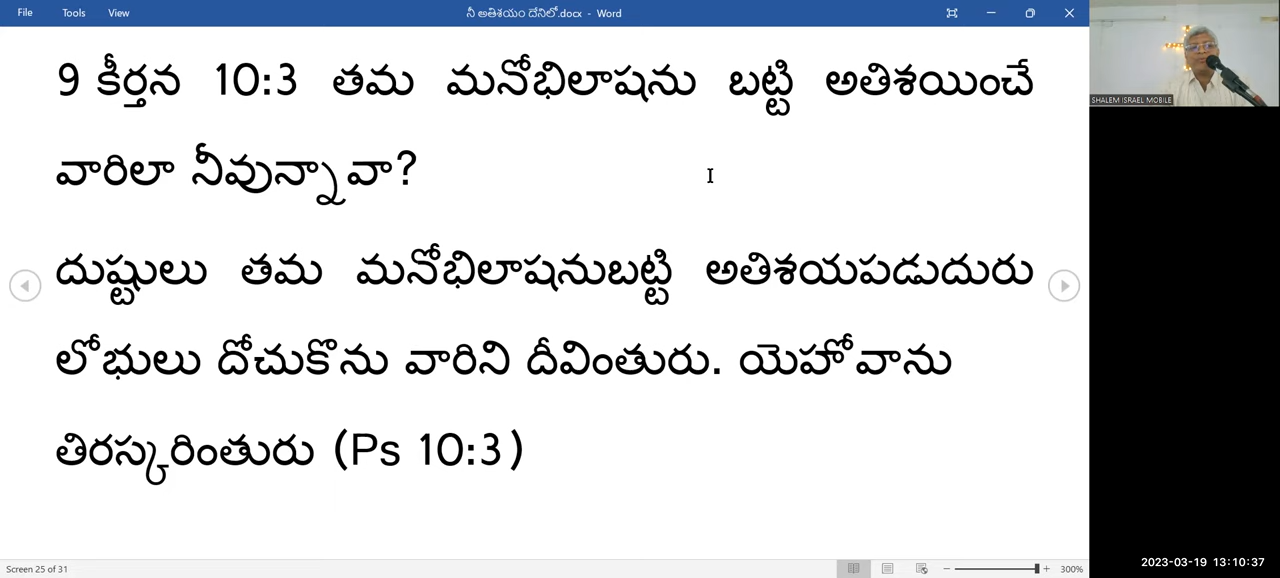 File Tools View నీ అతిశయం దేనిలో.docx - Word
9 కీర్తన 10:3 తమ మనోభిలాషను బట్టి అతిశయించే
వారిలా నీవున్నావా?
దుష్టులు తమ మనోభిలాషనుబట్టి అతిశయపడుదురు
లోభులు దోచుకొను వారిని దీవింతురు. యెహోవాను
తిరస్కరింతురు (Ps 10:3)
SHALEM ISRAEL MOBILE
2023-03-19 13:10:37
Screen 25 of 31 300%